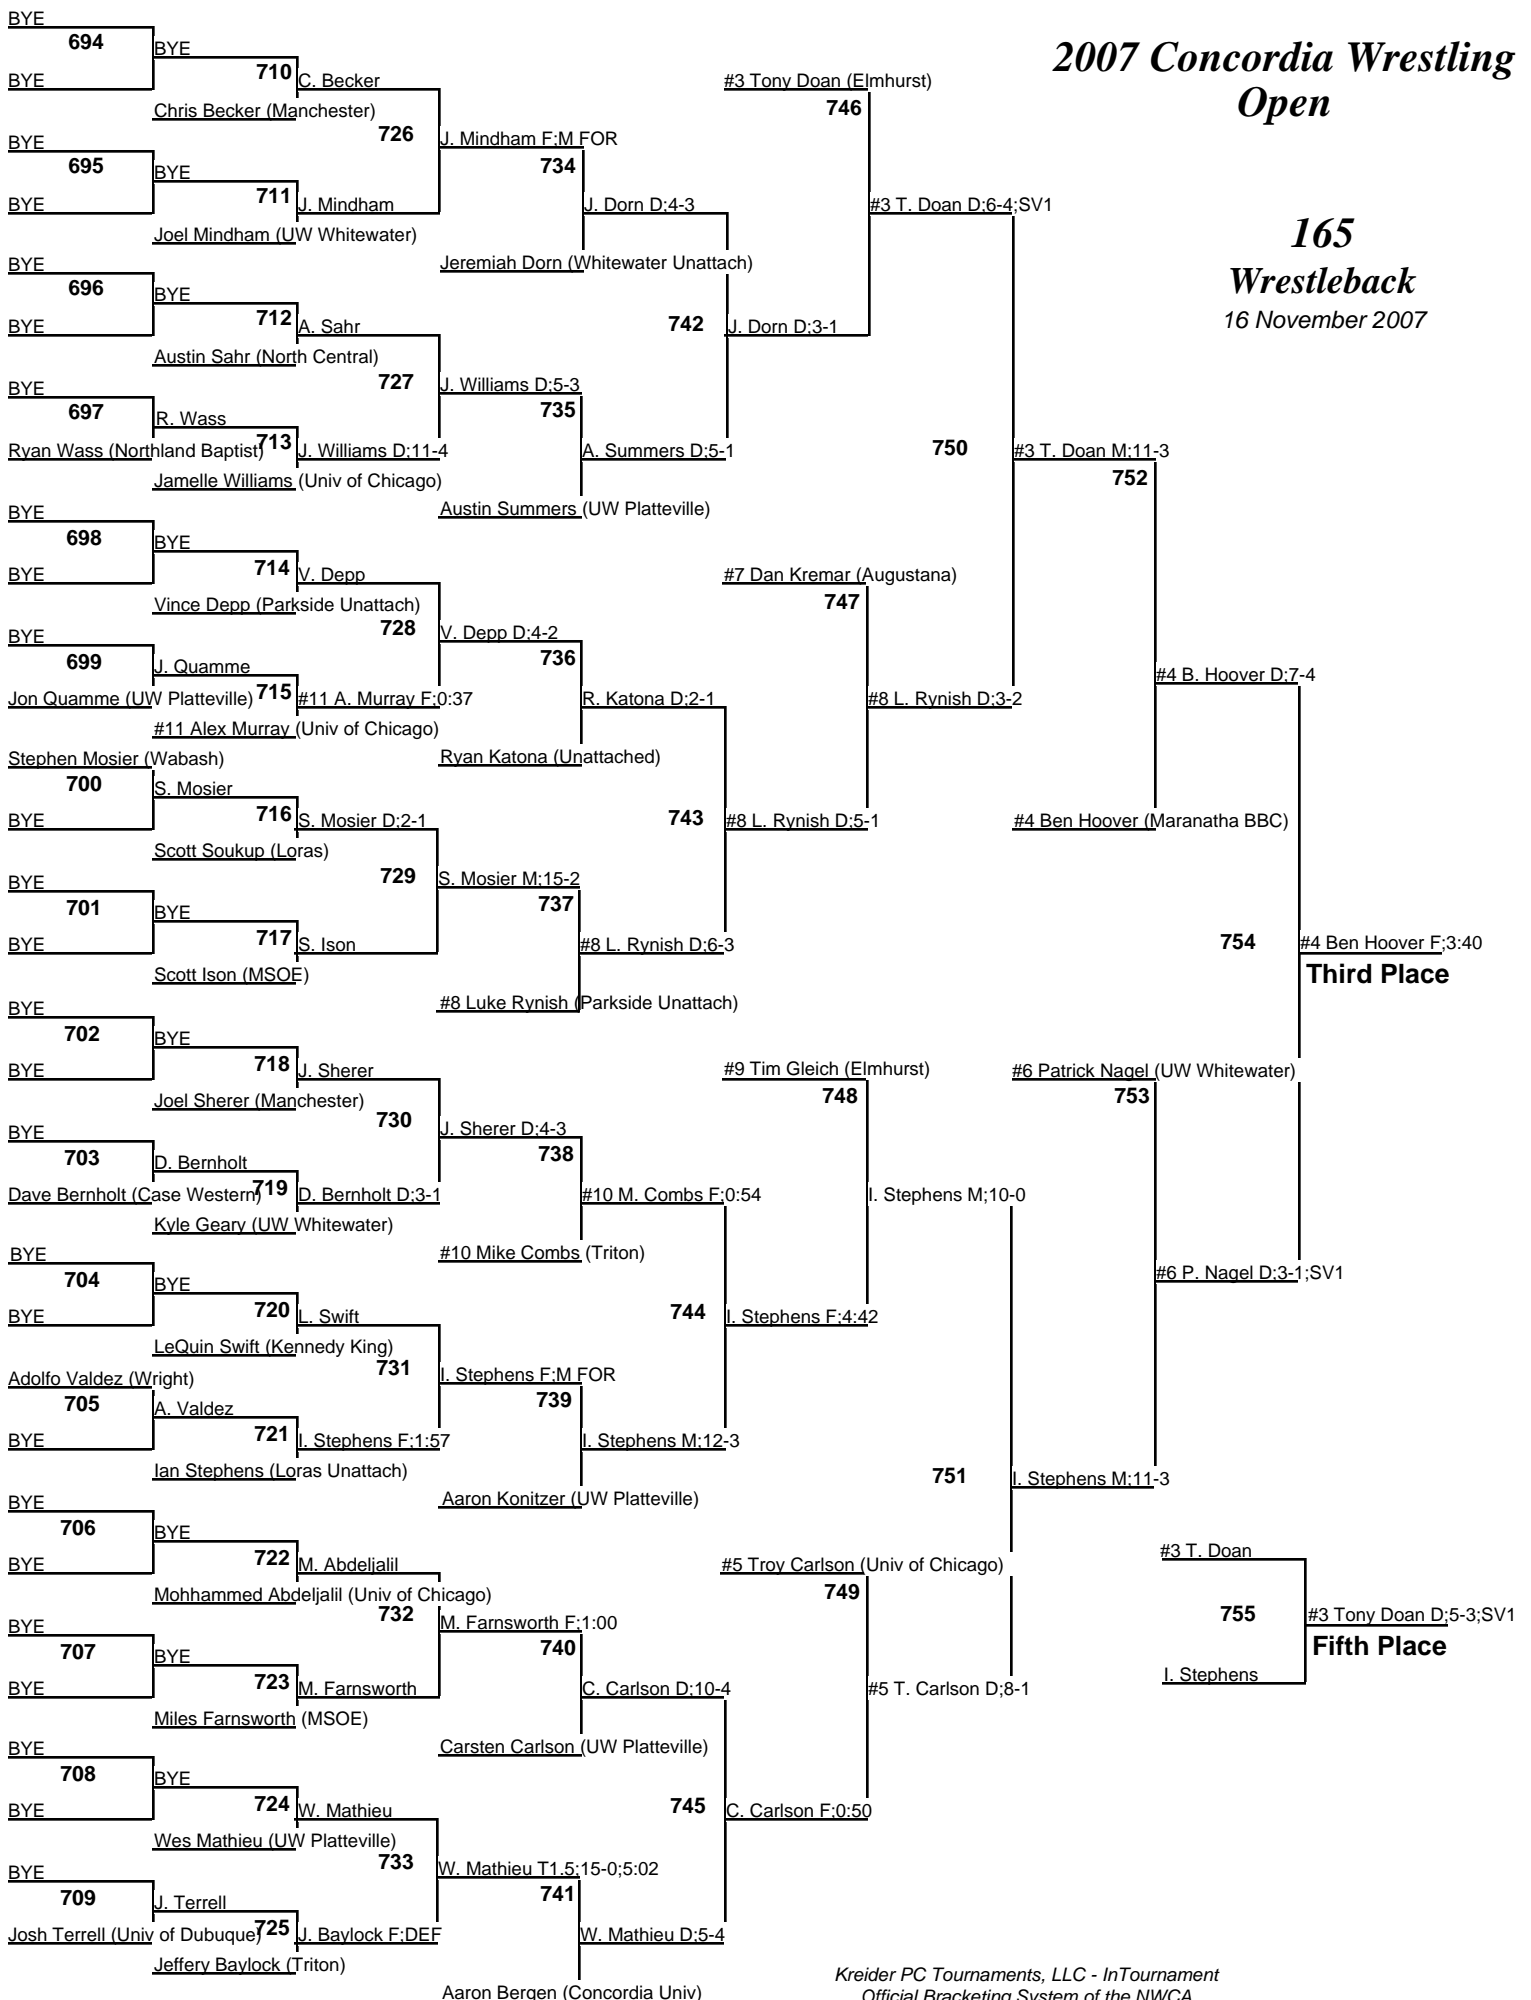 2007 Concordia Wrestling
Open
165
Wrestleback
16 November 2007
BYE
694
BYE
BYE
710
Chris Becker (Manchester)
C. Becker
BYE
695
BYE
BYE
711
Joel Mindham (UW Whitewater)
J. Mindham
726
J. Mindham F;M FOR
BYE
696
BYE
BYE
712
Austin Sahr (North Central)
A. Sahr
BYE
697
Ryan Wass (Northland Baptist)
R. Wass
713
Jamelle Williams (Univ of Chicago)
J. Williams D;11-4
727
J. Williams D;5-3
734
J. Dorn D;4-3
Jeremiah Dorn (Whitewater Unattach)
735
A. Summers D;5-1
Austin Summers (UW Platteville)
742
J. Dorn D;3-1
#3 Tony Doan (Elmhurst)
746
#3 T. Doan D;6-4;SV1
BYE
698
BYE
BYE
714
Vince Depp (Parkside Unattach)
V. Depp
BYE
699
Jon Quamme (UW Platteville)
J. Quamme
715
#11 Alex Murray (Univ of Chicago)
#11 A. Murray F;0:37
728
V. Depp D;4-2
736
R. Katona D;2-1
Ryan Katona (Unattached)
Stephen Mosier (Wabash)
700
BYE
S. Mosier
716
Scott Soukup (Loras)
S. Mosier D;2-1
BYE
701
BYE
BYE
717
Scott Ison (MSOE)
S. Ison
729
S. Mosier M;15-2
737
#8 L. Rynish D;6-3
#8 Luke Rynish (Parkside Unattach)
743
#8 L. Rynish D;5-1
#7 Dan Kremar (Augustana)
747
#8 L. Rynish D;3-2
750
#3 T. Doan M;11-3
752
#4 Ben Hoover (Maranatha BBC)
#4 B. Hoover D;7-4
BYE
702
BYE
BYE
718
Joel Sherer (Manchester)
J. Sherer
BYE
703
Dave Bernholt (Case Western)
D. Bernholt
719
Kyle Geary (UW Whitewater)
D. Bernholt D;3-1
730
J. Sherer D;4-3
738
#10 M. Combs F;0:54
#10 Mike Combs (Triton)
BYE
704
BYE
BYE
720
LeQuin Swift (Kennedy King)
L. Swift
Adolfo Valdez (Wright)
705
BYE
A. Valdez
721
Ian Stephens (Loras Unattach)
I. Stephens F;1:57
731
I. Stephens F;M FOR
739
I. Stephens M;12-3
Aaron Konitzer (UW Platteville)
744
I. Stephens F;4:42
#9 Tim Gleich (Elmhurst)
748
I. Stephens M;10-0
BYE
706
BYE
BYE
722
Mohhammed Abdeljalil (Univ of Chicago)
M. Abdeljalil
BYE
707
BYE
BYE
723
Miles Farnsworth (MSOE)
M. Farnsworth
732
M. Farnsworth F;1:00
740
C. Carlson D;10-4
Carsten Carlson (UW Platteville)
BYE
708
BYE
BYE
724
Wes Mathieu (UW Platteville)
W. Mathieu
BYE
709
Josh Terrell (Univ of Dubuque)
J. Terrell
725
Jeffery Baylock (Triton)
J. Baylock F;DEF
733
W. Mathieu T1.5;15-0;5:02
741
W. Mathieu D;5-4
Aaron Bergen (Concordia Univ)
745
C. Carlson F;0:50
#5 Troy Carlson (Univ of Chicago)
749
#5 T. Carlson D;8-1
751
I. Stephens M;11-3
#6 Patrick Nagel (UW Whitewater)
753
#6 P. Nagel D;3-1;SV1
754
#4 Ben Hoover F;3:40
Third Place
#3 T. Doan
755
I. Stephens
#3 Tony Doan D;5-3;SV1
Fifth Place
Kreider PC Tournaments, LLC - InTournament
Official Bracketing System of the NWCA